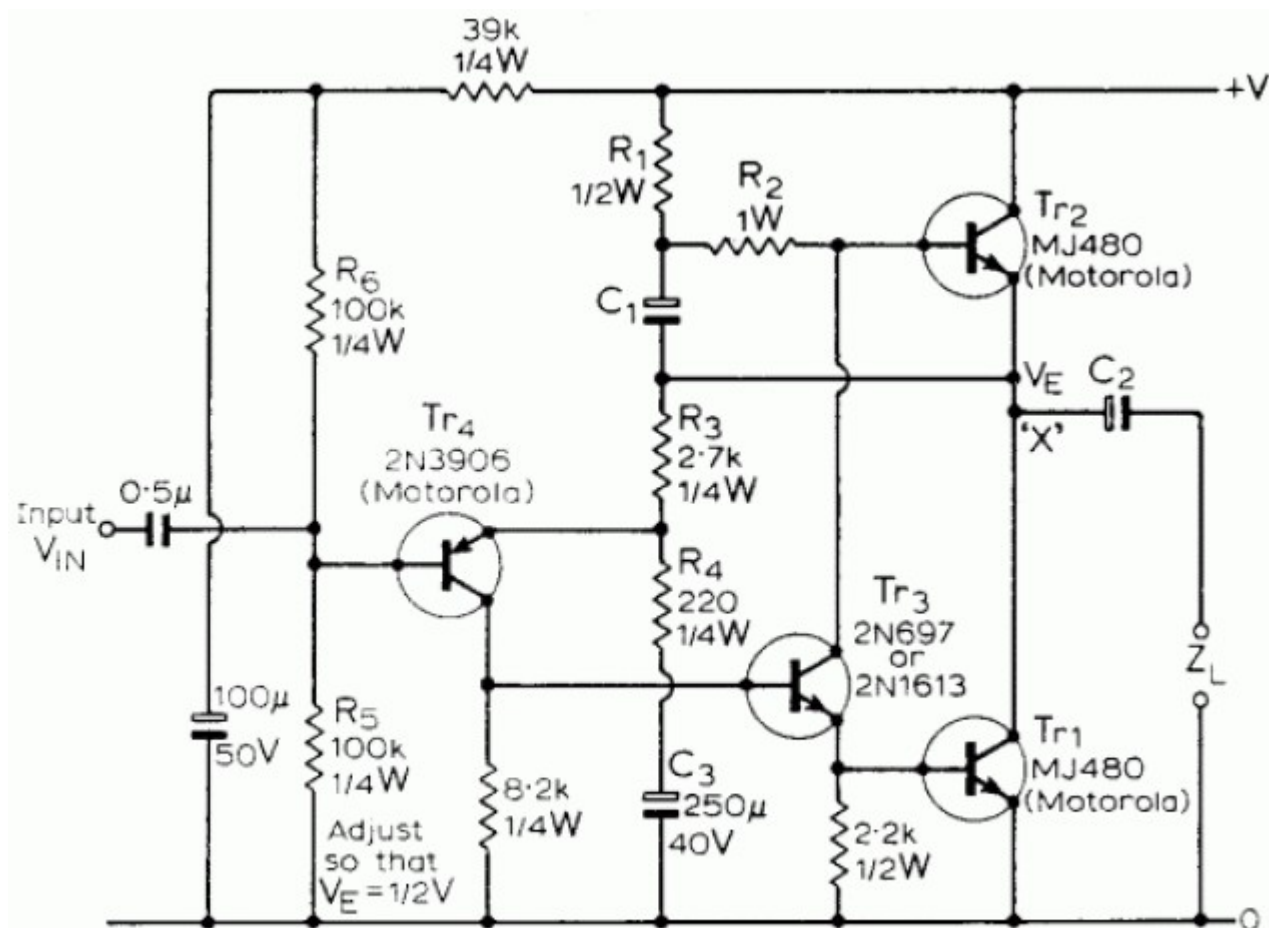 39k
1/4W
+V
R1
1/2W
R2
1W
Tr2
MJ480
(Motorola)
R6
100k
1/4W
C1
VE
C2
'X'
Tr4
2N3906
(Motorola)
R3
2·7k
1/4W
0·5μ
Input
VIN
R4
220
1/4W
Tr3
2N697
or
2N1613
ZL
100μ
50V
R5
100k
1/4W
Adjust
so that
VE = 1/2V
8·2k
1/4W
C3
250μ
40V
2·2k
1/2W
Tr1
MJ480
(Motorola)
0